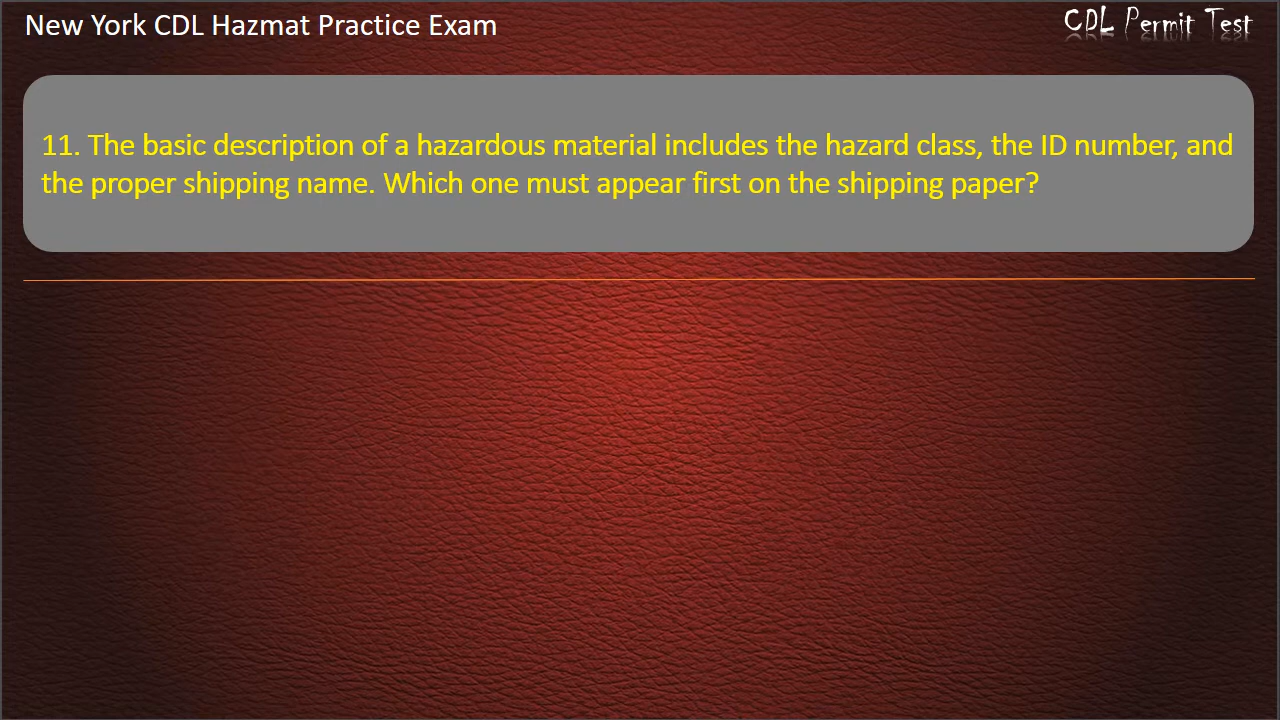 New York CDL Hazmat Practice Exam
CDL Permit Test
11. The basic description of a hazardous material includes the hazard class, the ID number, and
the proper shipping name. Which one must appear first on the shipping paper?